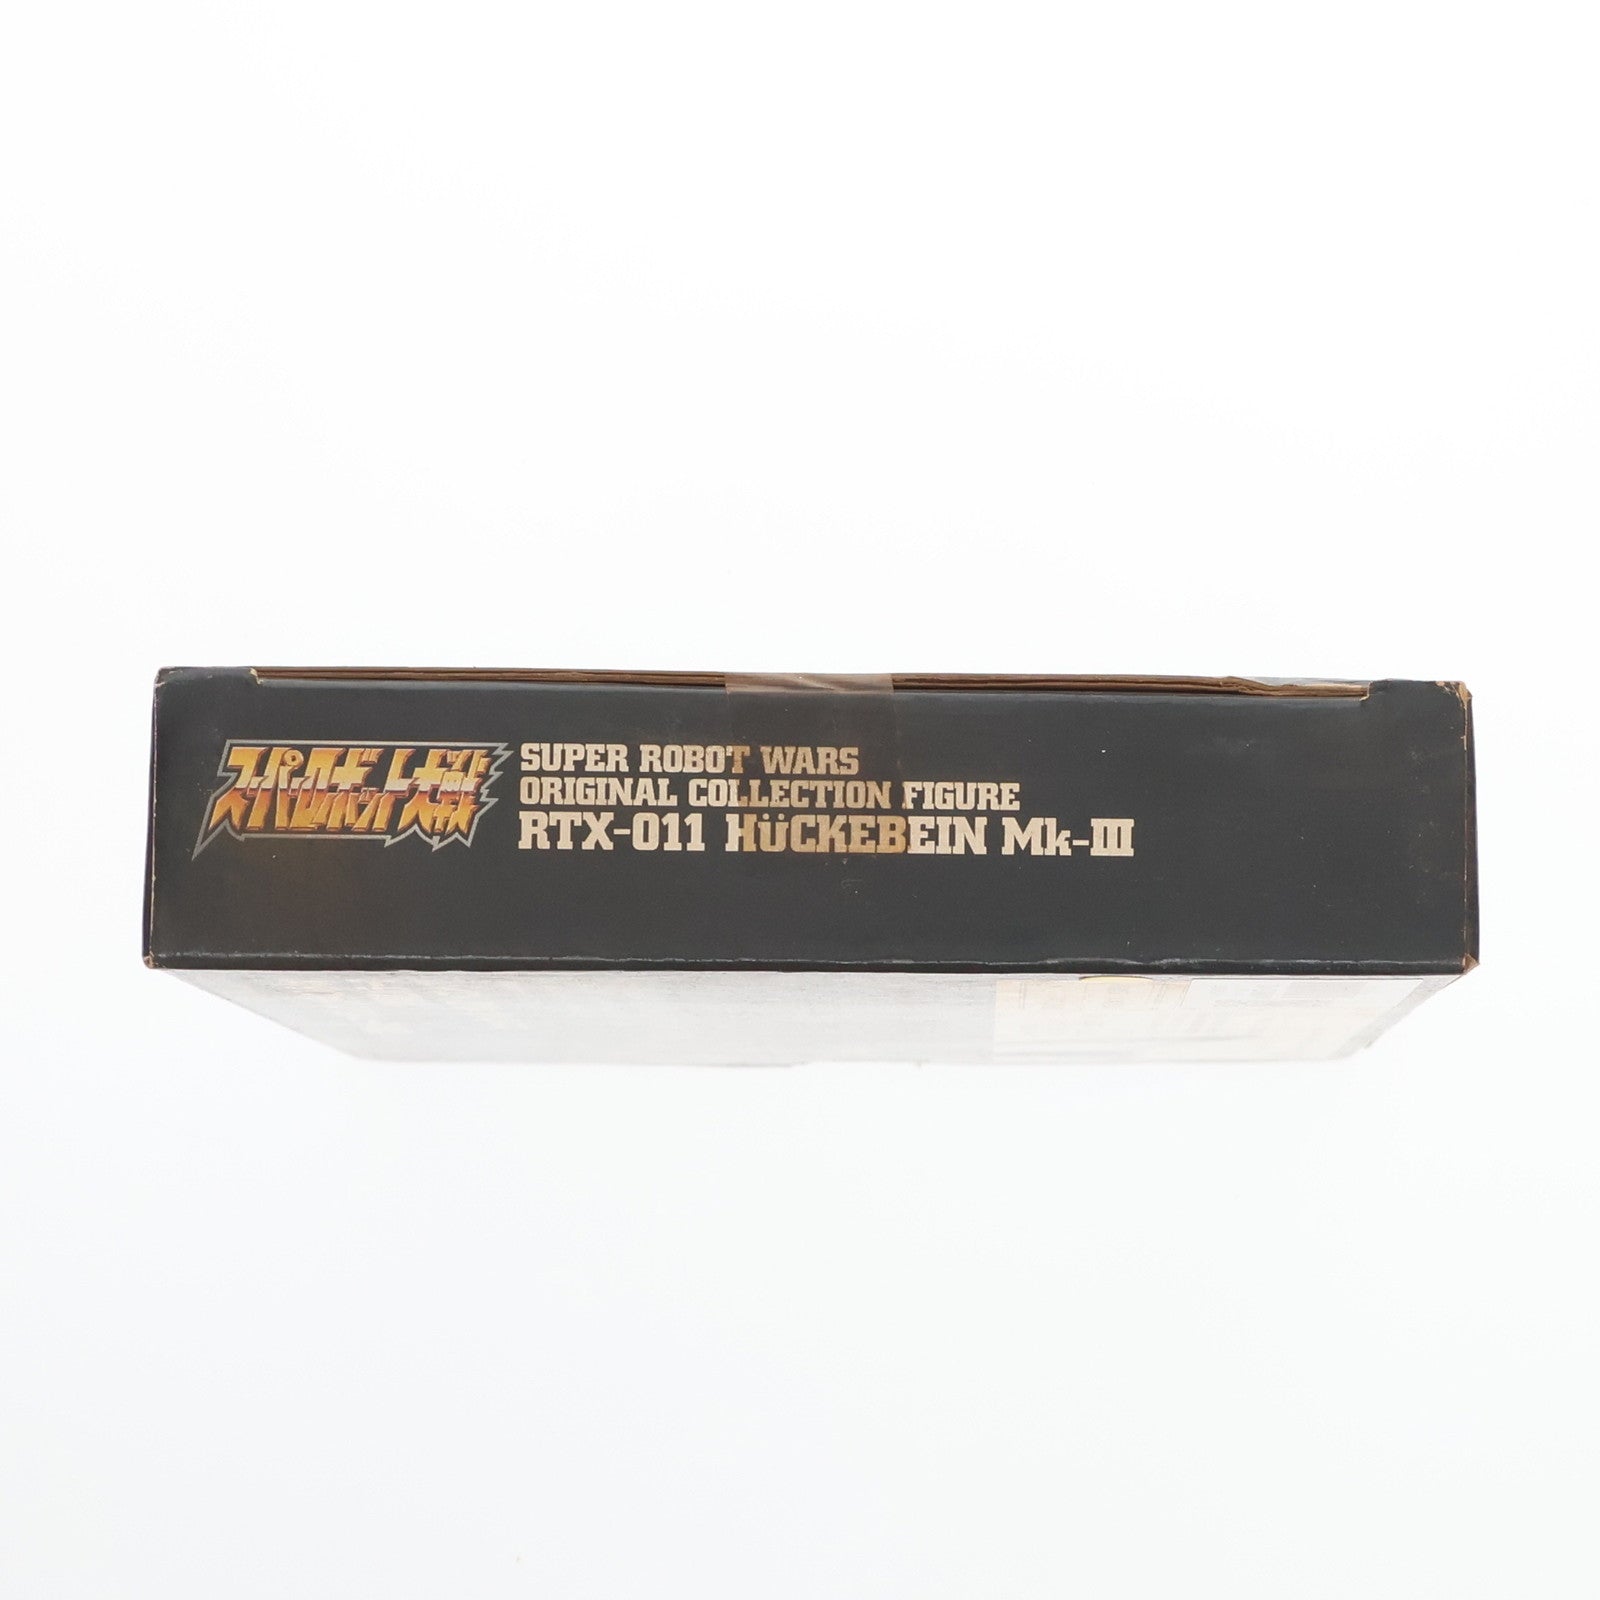 スーパーロボット大戦
SUPER ROBOT WARS
ORIGINAL COLLECTION FIGURE
RTX-011 HÜCKEBEIN Mk-III